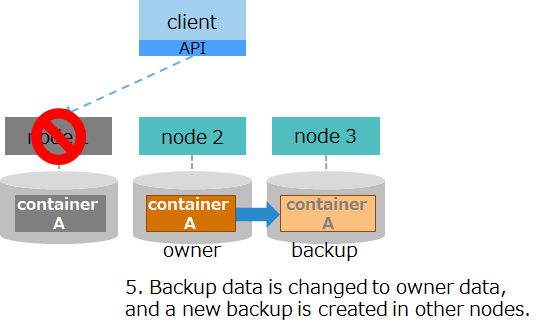 client
API
node 1
node 2
node 3
container
A
container
A
container
A
owner
backup
5. Backup data is changed to owner data,
and a new backup is created in other nodes.